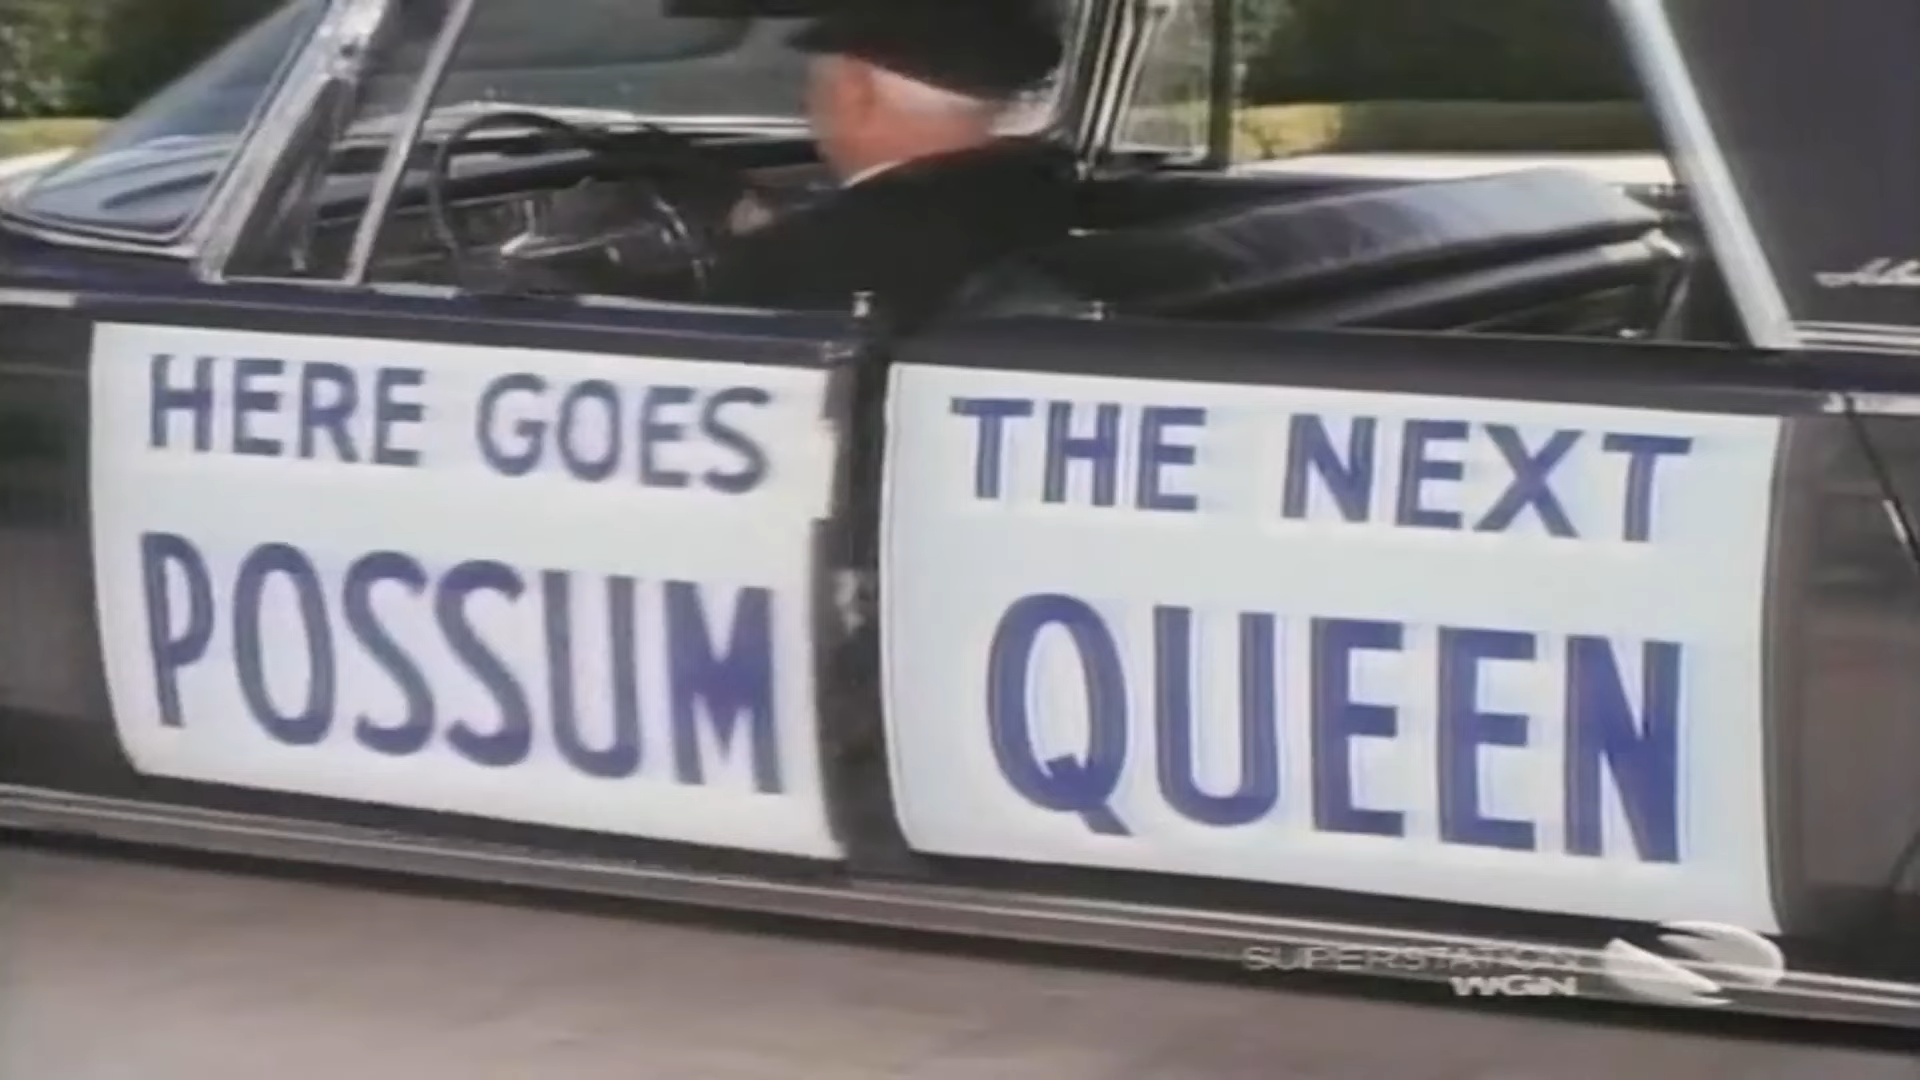 HERE GOES
POSSUM
THE NEXT
QUEEN
SUPERSTATION
WGN